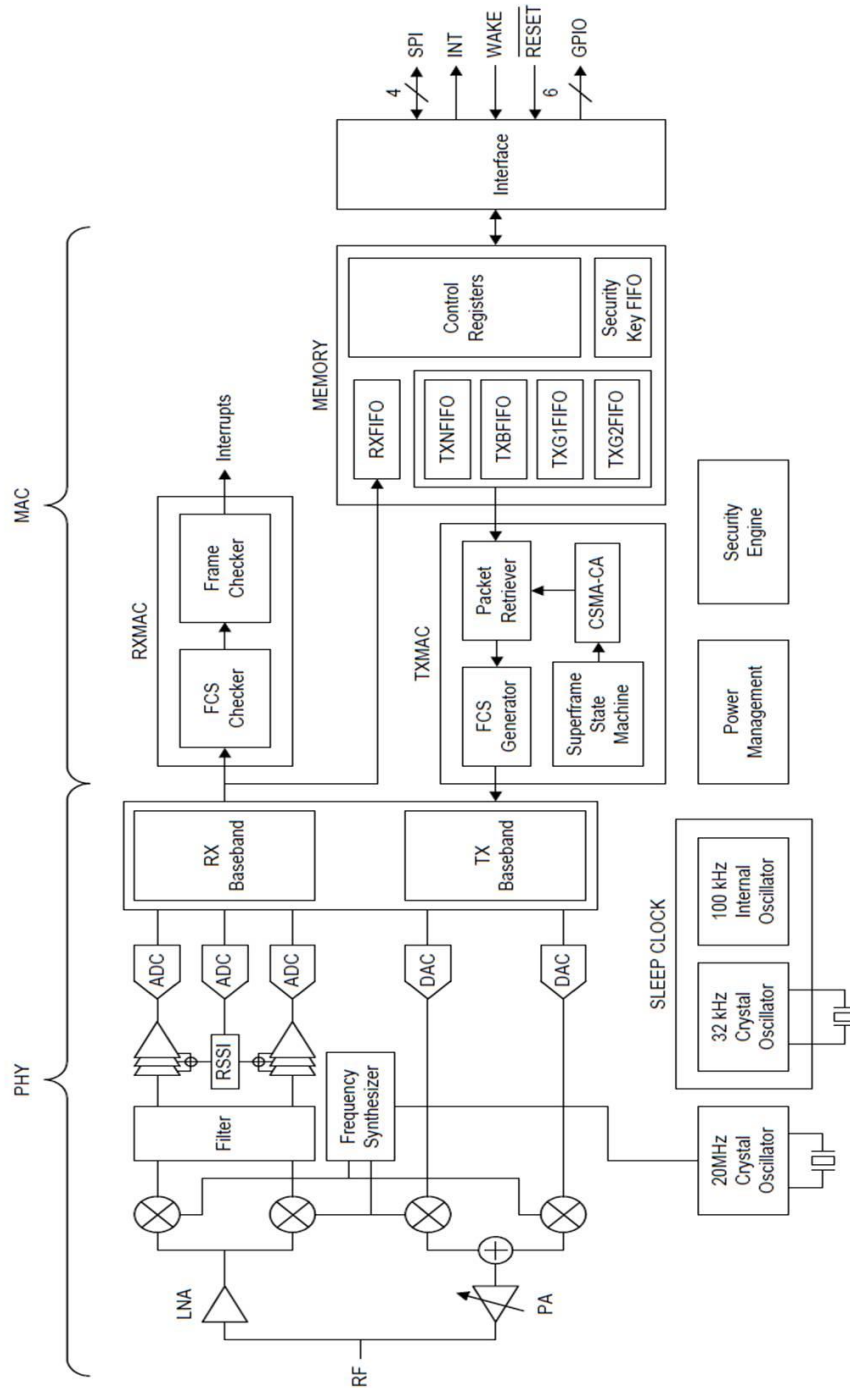 PHY
MAC
RF
LNA
PA
Filter
RSSI
ADC
ADC
ADC
Frequency
Synthesizer
DAC
DAC
RX
Baseband
TX
Baseband
RXMAC
FCS
Checker
Frame
Checker
Interrupts
TXMAC
FCS
Generator
Packet
Retriever
Superframe
State
Machine
CSMA-CA
MEMORY
RXFIFO
TXNFIFO
TXBFIFO
TXG1FIFO
TXG2FIFO
Control
Registers
Security
Key FIFO
Interface
4
SPI
INT
WAKE
RESET
6
GPIO
20MHz
Crystal
Oscillator
SLEEP CLOCK
32 kHz
Crystal
Oscillator
100 kHz
Internal
Oscillator
Power
Management
Security
Engine